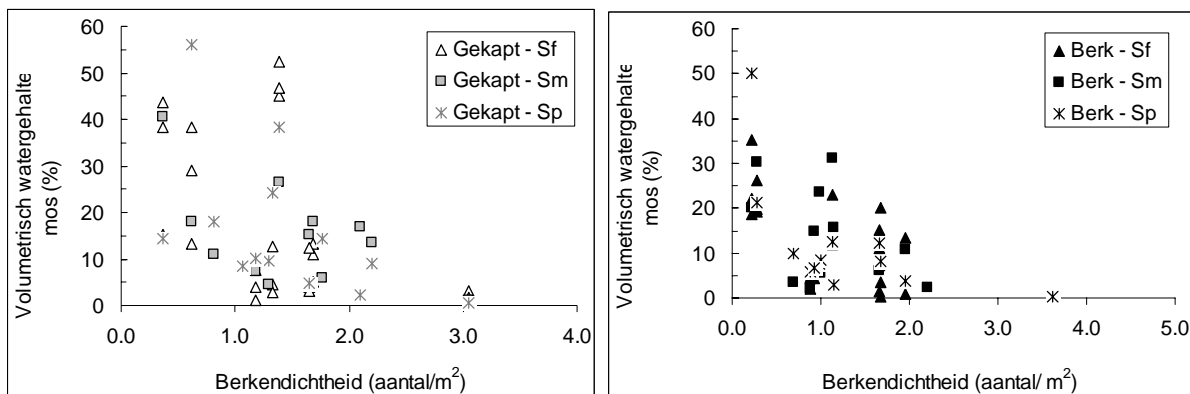 Volumetrisch watergehalte
mos (%)
60
50
40
30
20
10
0
0.0 1.0 2.0 3.0 4.0
Berkendichtheid (aantal/m²)
Gekapt - Sf
Gekapt - Sm
Gekapt - Sp
Volumetrisch watergehalte
mos (%)
60
50
40
30
20
10
0
0.0 1.0 2.0 3.0 4.0 5.0
Berkendichtheid (aantal/ m²)
Berk - Sf
Berk - Sm
Berk - Sp